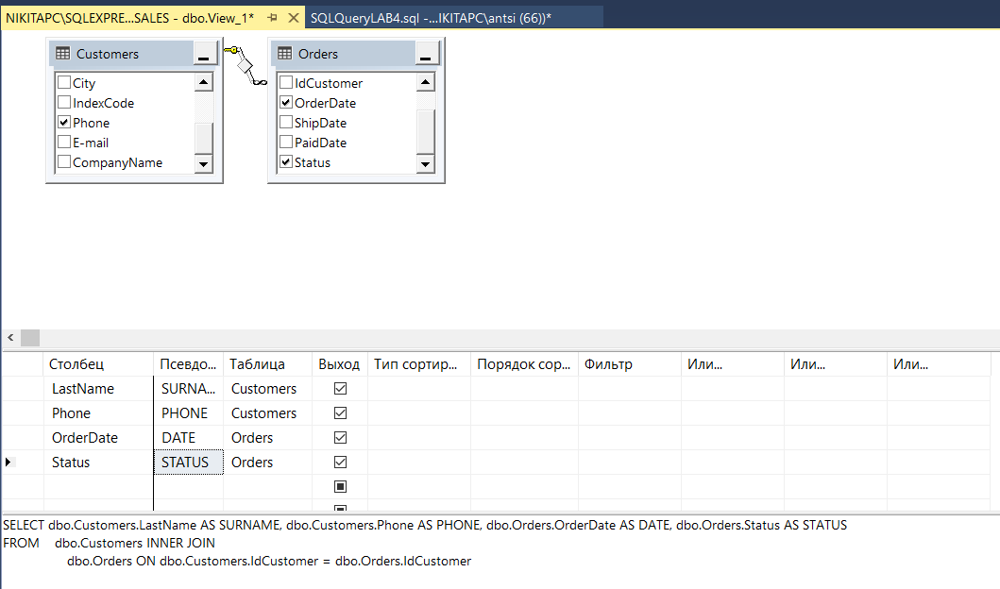 NIKITAPC\SQLEXPRE...SALES - dbo.View_1* SQLQueryLAB4.sql -...IKITAPC\antsi (66))*
Customers Orders
City IdCustomer
IndexCode OrderDate
Phone ShipDate
E-mail PaidDate
CompanyName Status
Столбец Псевдо... Таблица Выход Тип сортир... Порядок сор... Фильтр Или... Или... Или...
LastName SURNA... Customers
Phone PHONE Customers
OrderDate DATE Orders
Status STATUS Orders
SELECT dbo.Customers.LastName AS SURNAME, dbo.Customers.Phone AS PHONE, dbo.Orders.OrderDate AS DATE, dbo.Orders.Status AS STATUS
FROM dbo.Customers INNER JOIN
dbo.Orders ON dbo.Customers.IdCustomer = dbo.Orders.IdCustomer